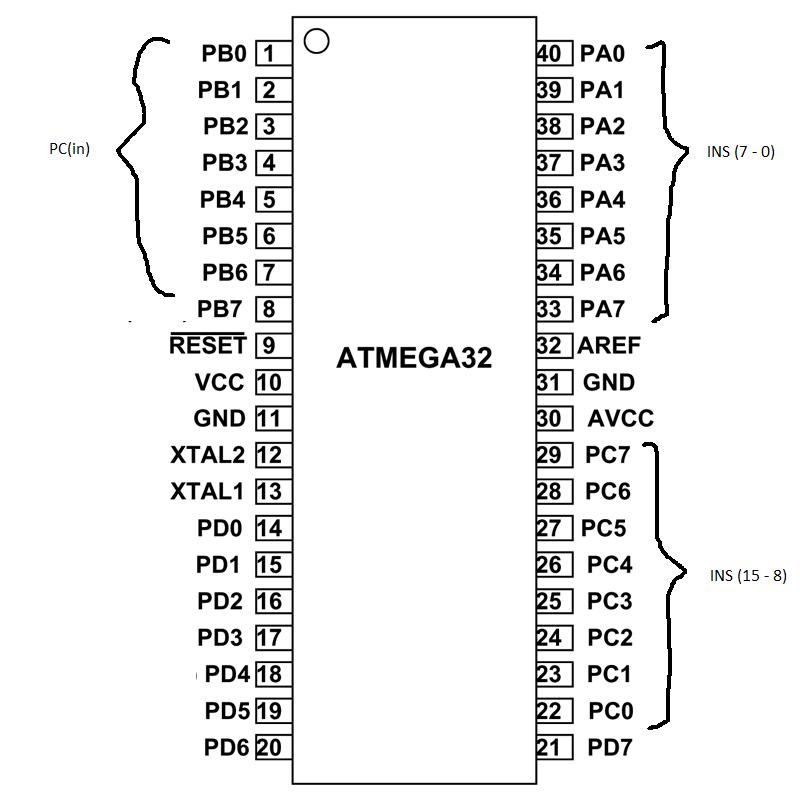 PB0 1 40 PA0
PB1 2 39 PA1
PB2 3 38 PA2
PC(in) PB3 4 37 PA3 INS (7 - 0)
PB4 5 36 PA4
PB5 6 35 PA5
PB6 7 34 PA6
PB7 8 33 PA7
RESET 9 32 AREF
ATMEGA32
VCC 10 31 GND
GND 11 30 AVCC
XTAL2 12 29 PC7
XTAL1 13 28 PC6
PD0 14 27 PC5
PD1 15 26 PC4 INS (15 - 8)
PD2 16 25 PC3
PD3 17 24 PC2
PD4 18 23 PC1
PD5 19 22 PC0
PD6 20 21 PD7